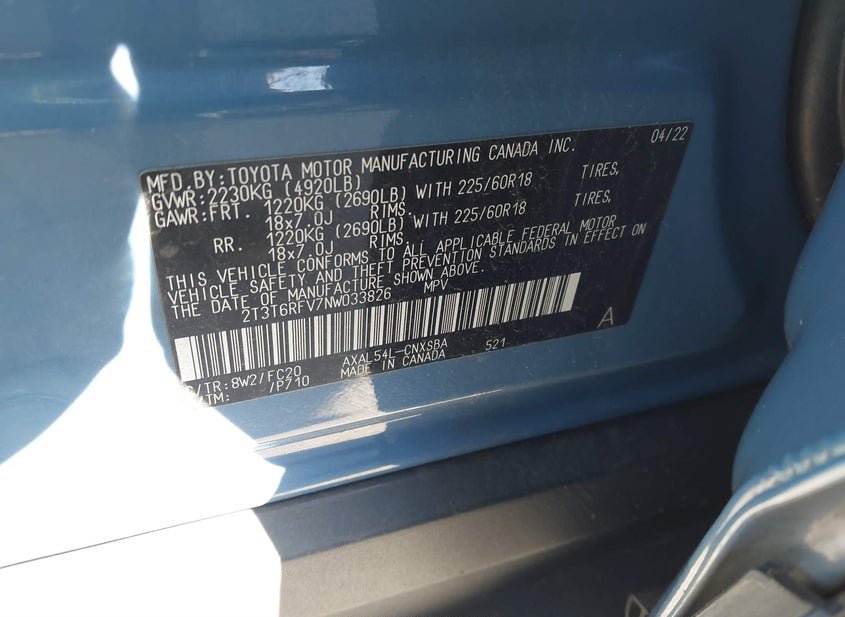 04/22
MFD.BY:TOYOTA MOTOR MANUFACTURING CANADA INC.
GVWR:2230KG (4920LB)
GAWR:FRT. 1220KG (2690LB) WITH 225/60R18 TIRES,
18x7.0J RIMS.
RR. 1220KG (2690LB) WITH 225/60R18 TIRES,
18x7.0J RIMS.
THIS VEHICLE CONFORMS TO ALL APPLICABLE FEDERAL MOTOR
VEHICLE SAFETY AND THEFT PREVENTION STANDARDS IN EFFECT ON
THE DATE OF MANUFACTURE SHOWN ABOVE.
2T3T6RFV7NW033826 MPV
A
AXAL54L-CNXSBA 521
/TR:8W2/FC20 MADE IN CANADA
TM: /P710